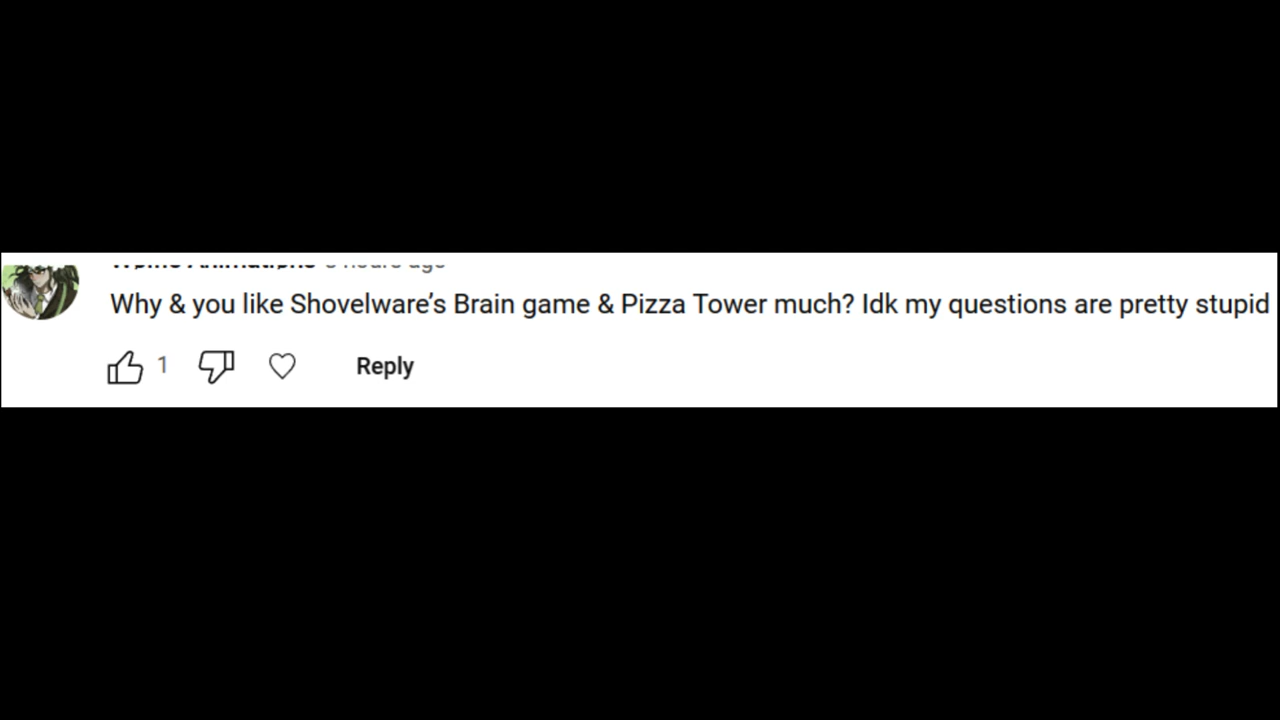 Why & you like Shovelware’s Brain game & Pizza Tower much? Idk my questions are pretty stupid
1
Reply